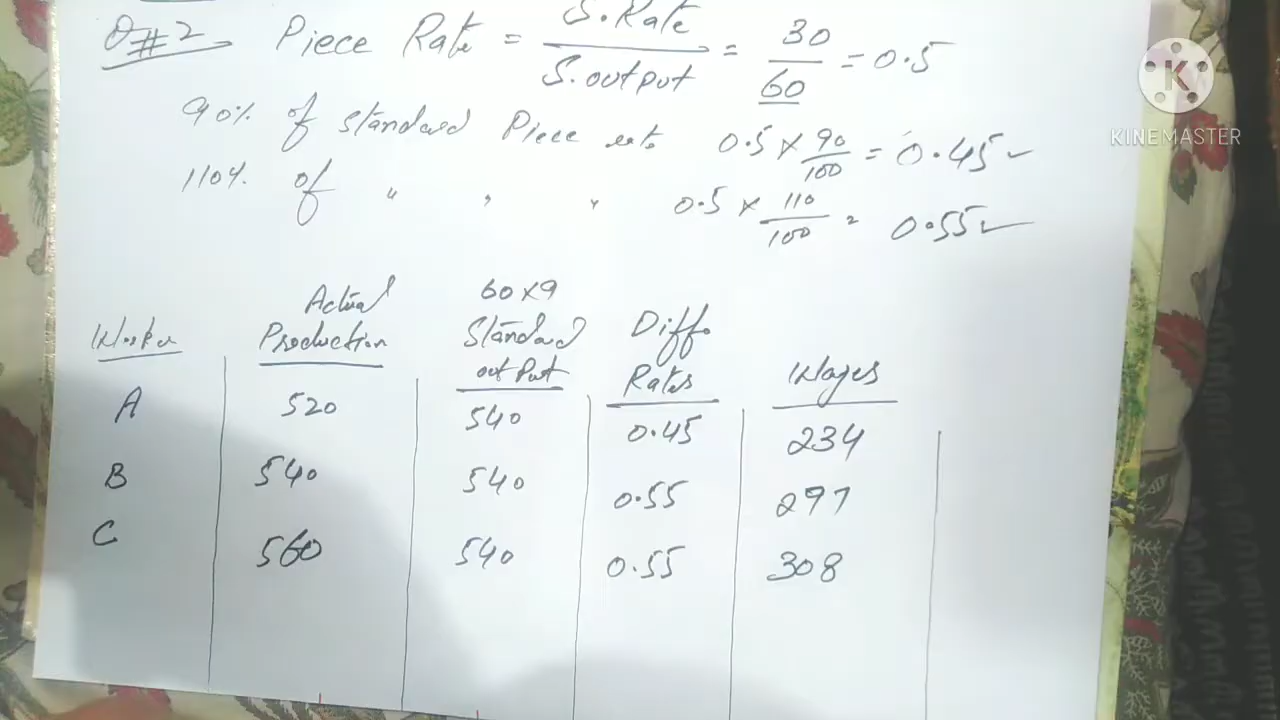 Q#2 Piece Rate = S.Rate / S.output = 30 / 60 = 0.5
90% of standard Piece rate 0.5 × 90/100 = 0.45
110% of " , " 0.5 × 110/100 = 0.55
K
KINEMASTER
Worker Actual Production 60×9 Standard output Diff. Rates Wages
A 520 540 0.45 234
B 540 540 0.55 297
C 560 540 0.55 308